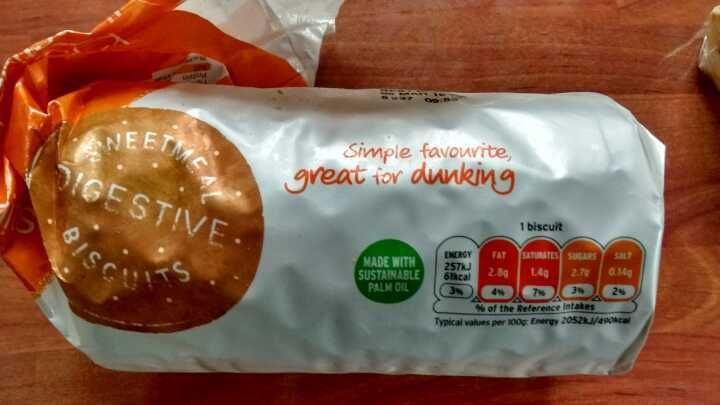 SWEETMEAL
DIGESTIVE
BISCUITS
Simple favourite,
great for dunking
MADE WITH
SUSTAINABLE
PALM OIL
1 biscuit
ENERGY FAT SATURATES SUGARS SALT
257kJ 2.8g 1.4g 2.7g 0.14g
61kcal
3% 4% 7% 3% 2%
% of the Reference Intakes
Typical values per 100g: Energy 2052kJ/490kcal